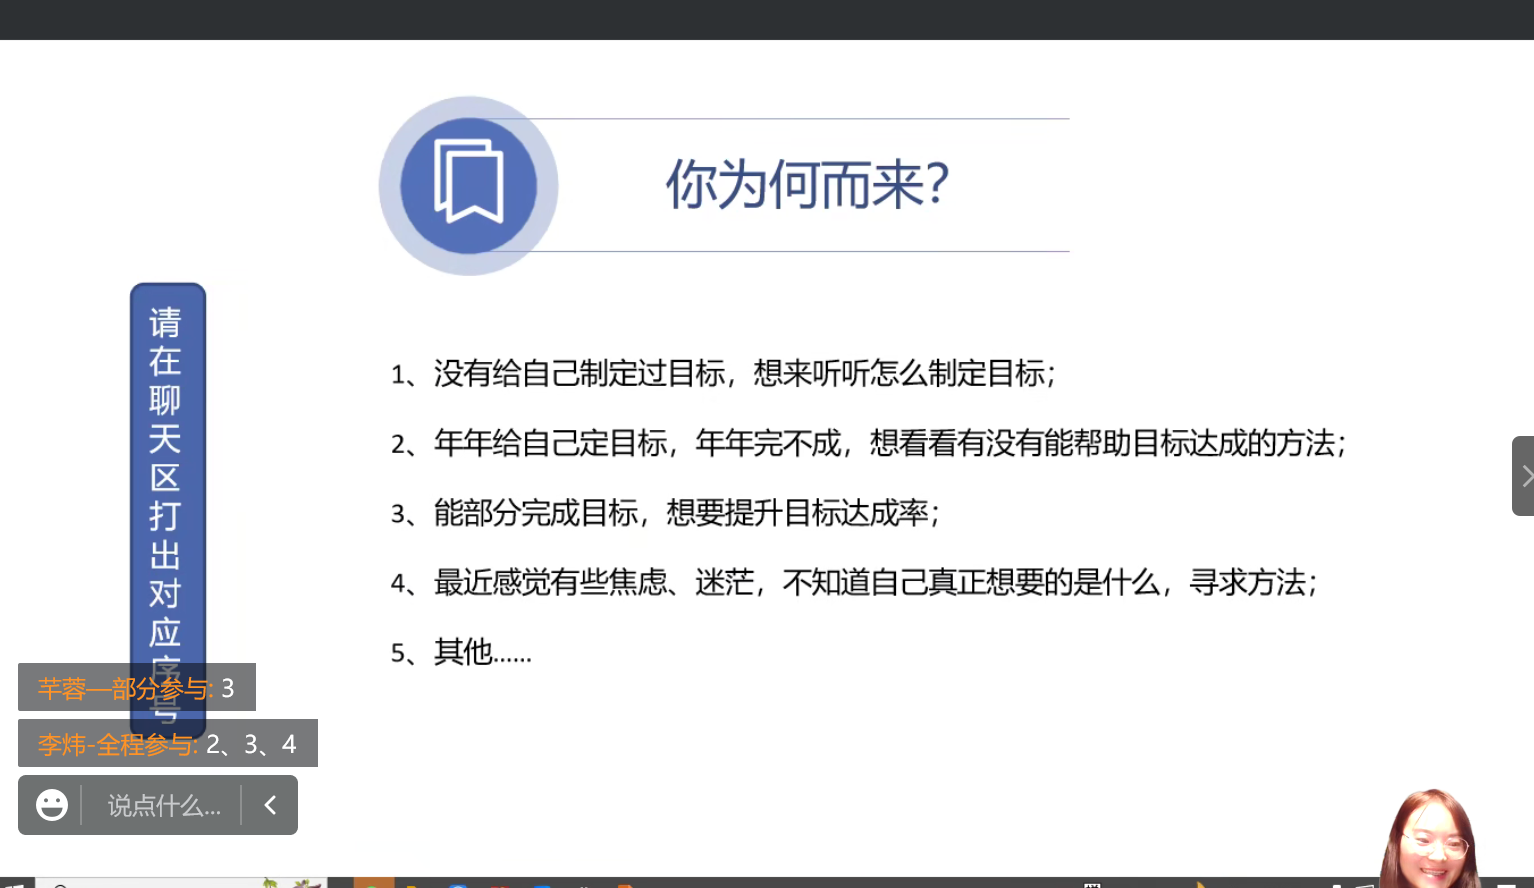 你为何而来？
请在聊天区打出对应序号
1、没有给自己制定过目标，想来听听怎么制定目标；
2、年年给自己定目标，年年完不成，想看看有没有能帮助目标达成的方法；
3、能部分完成目标，想要提升目标达成率；
4、最近感觉有些焦虑、迷茫，不知道自己真正想要的是什么，寻求方法；
5、其他......
芊蓉—部分参与: 3
李炜-全程参与: 2、3、4
说点什么...